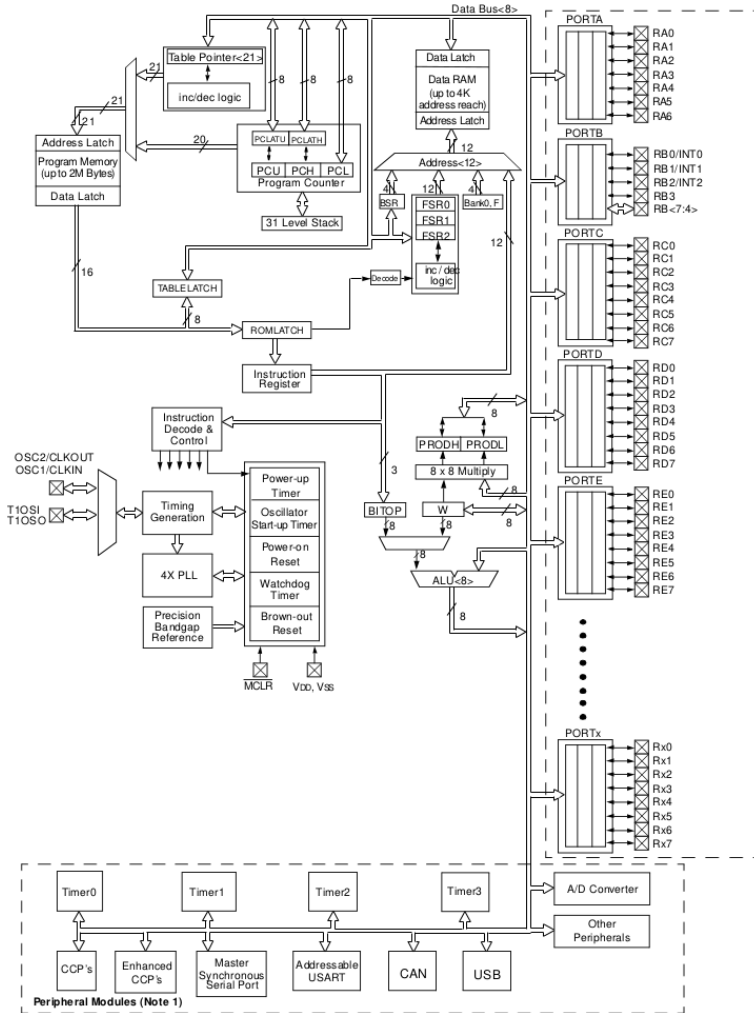 Data Bus<8>
PORTA
RA0
RA1
RA2
RA3
RA4
RA5
RA6
Table Pointer<21>
inc/dec logic
21
21
21
20
8
8
8
Address Latch
Program Memory
(up to 2M Bytes)
Data Latch
PCLATU
PCLATH
PCU
PCH
PCL
Program Counter
31 Level Stack
Data Latch
Data RAM
(up to 4K
address reach)
Address Latch
12
Address<12>
4
12
4
BSR
FSR0
FSR1
FSR2
inc / dec
logic
Bank0, F
12
PORTB
RB0/INT0
RB1/INT1
RB2/INT2
RB3
RB<7:4>
PORTC
RC0
RC1
RC2
RC3
RC4
RC5
RC6
RC7
16
TABLELATCH
8
Decode
ROMLATCH
Instruction
Register
PORTD
RD0
RD1
RD2
RD3
RD4
RD5
RD6
RD7
Instruction
Decode &
Control
8
PRODH
PRODL
8 x 8 Multiply
3
8
BITOP
W
8
8
8
8
ALU<8>
8
OSC2/CLKOUT
OSC1/CLKIN
T1OSI
T1OSO
Timing
Generation
4X PLL
Precision
Bandgap
Reference
Power-up
Timer
Oscillator
Start-up Timer
Power-on
Reset
Watchdog
Timer
Brown-out
Reset
MCLR
VDD, VSS
PORTE
RE0
RE1
RE2
RE3
RE4
RE5
RE6
RE7
PORTx
Rx0
Rx1
Rx2
Rx3
Rx4
Rx5
Rx6
Rx7
Timer0
Timer1
Timer2
Timer3
A/D Converter
Other
Peripherals
CCP's
Enhanced
CCP's
Master
Synchronous
Serial Port
Addressable
USART
CAN
USB
Peripheral Modules (Note 1)